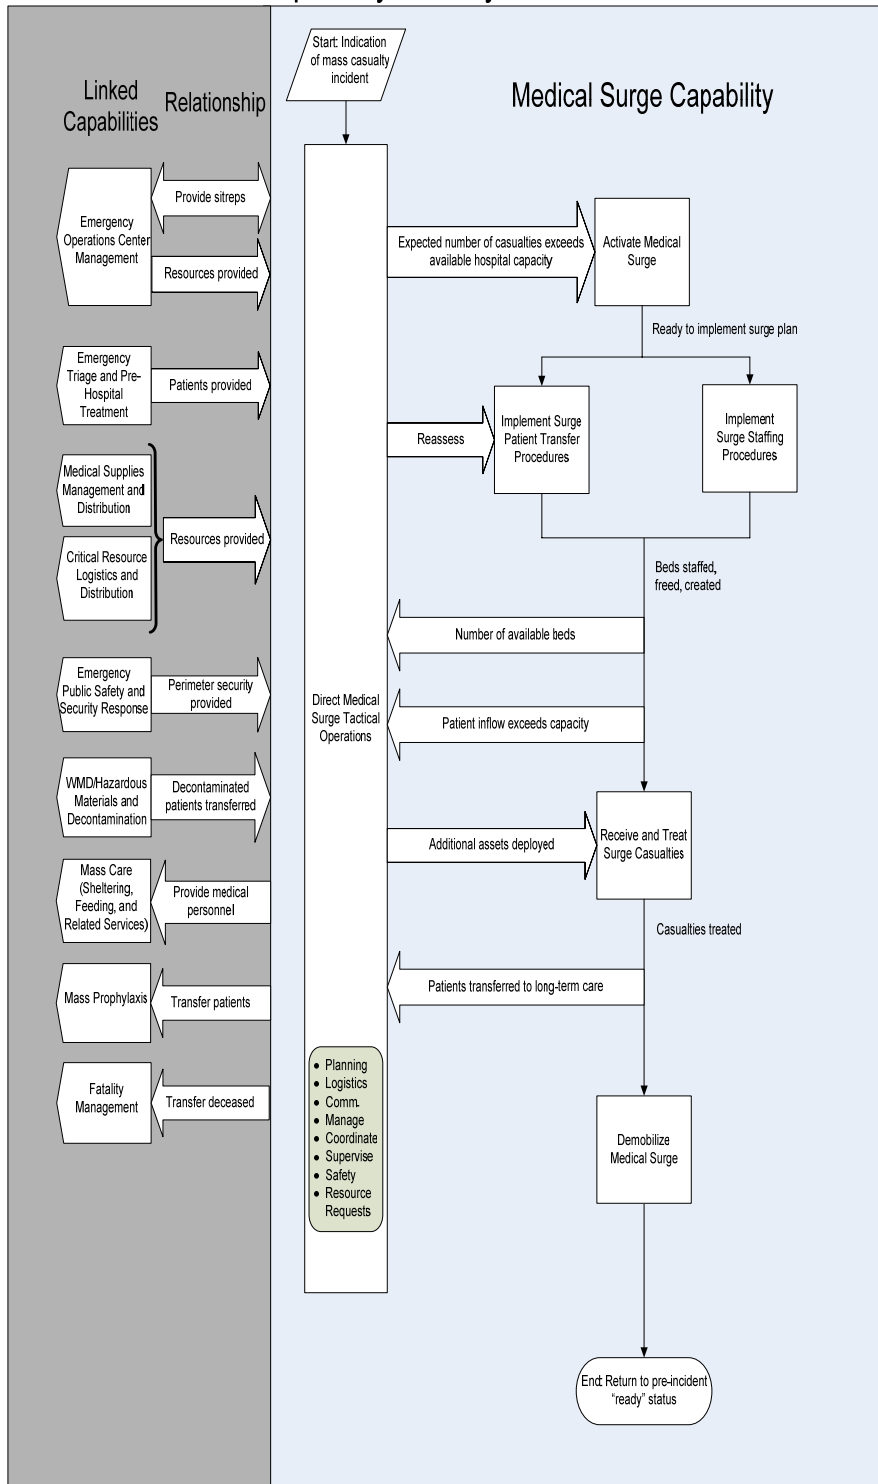 Start: Indication
of mass casualty
incident
Linked
Capabilities
Relationship
Medical Surge Capability
Emergency
Operations Center
Management
Provide sitreps
Resources provided
Expected number of casualties exceeds
available hospital capacity
Activate Medical
Surge
Ready to implement surge plan
Emergency
Triage and Pre-
Hospital
Treatment
Patients provided
Reassess
Implement Surge
Patient Transfer
Procedures
Implement
Surge Staffing
Procedures
Medical Supplies
Management and
Distribution
Critical Resource
Logistics and
Distribution
Resources provided
Beds staffed,
freed, created
Number of available beds
Emergency
Public Safety and
Security Response
Perimeter security
provided
Direct Medical
Surge Tactical
Operations
Patient inflow exceeds capacity
WMD/Hazardous
Materials and
Decontamination
Decontaminated
patients transferred
Additional assets deployed
Receive and Treat
Surge Casualties
Mass Care
(Sheltering,
Feeding, and
Related Services)
Provide medical
personnel
Casualties treated
Mass Prophylaxis
Transfer patients
Patients transferred to long-term care
Fatality
Management
Transfer deceased
• Planning
• Logistics
• Comm.
• Manage
• Coordinate
• Supervise
• Safety
• Resource
Requests
Demobilize
Medical Surge
End: Return to pre-incident
“ready” status